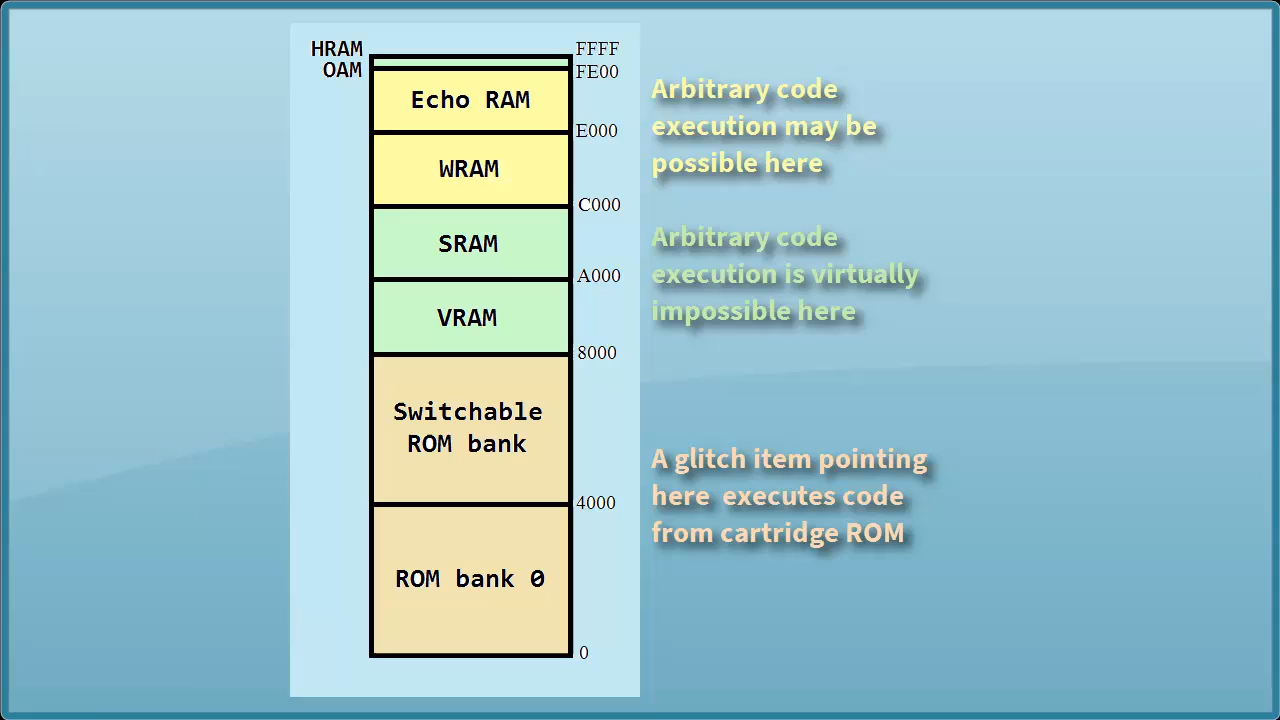 HRAM
OAM
FFFF
FE00
Echo RAM
E000
WRAM
C000
SRAM
A000
VRAM
8000
Switchable
ROM bank
4000
ROM bank 0
0
Arbitrary code
execution may be
possible here
Arbitrary code
execution is virtually
impossible here
A glitch item pointing
here executes code
from cartridge ROM